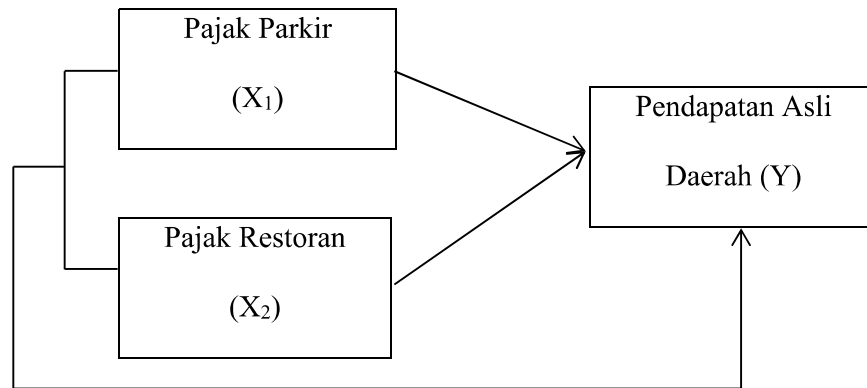 Pajak Parkir
(X₁)
Pendapatan Asli
Daerah (Y)
Pajak Restoran
(X₂)